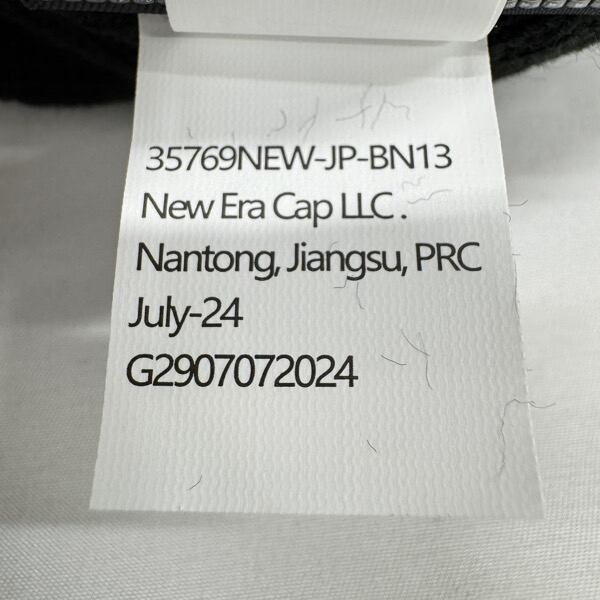 35769NEW-JP-BN13
New Era Cap LLC .
Nantong, Jiangsu, PRC
July-24
G2907072024